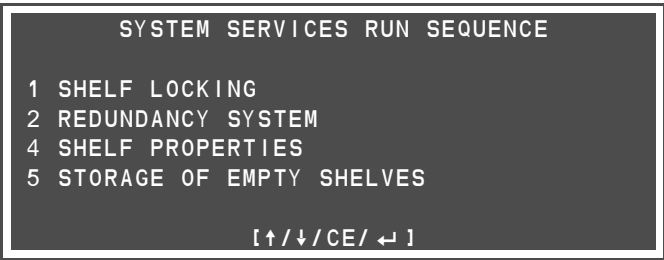 SYSTEM SERVICES RUN SEQUENCE
1 SHELF LOCKING
2 REDUNDANCY SYSTEM
4 SHELF PROPERTIES
5 STORAGE OF EMPTY SHELVES
[↑/↓/CE/↵]